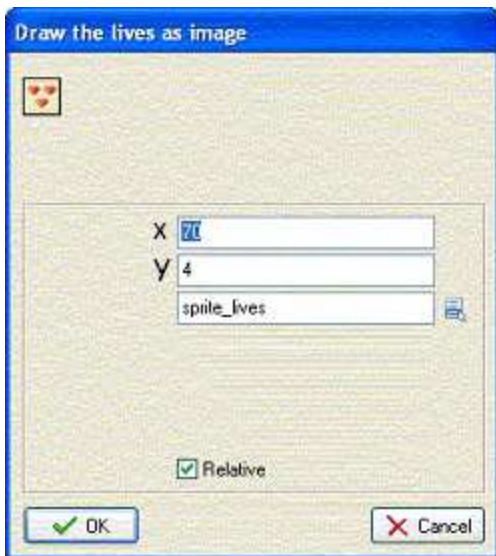 Draw the lives as image
X 70
Y 4
sprite_lives
Relative
OK Cancel